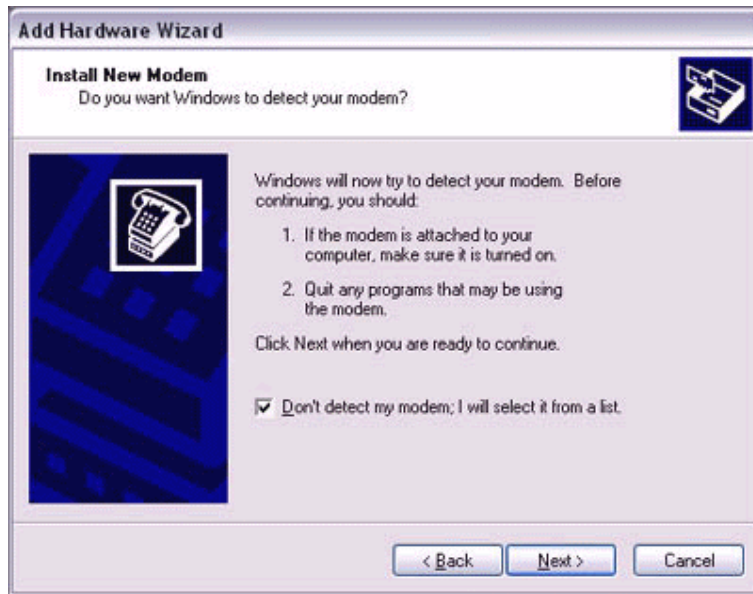 Add Hardware Wizard
Install New Modem
Do you want Windows to detect your modem?
Windows will now try to detect your modem. Before
continuing, you should:
1. If the modem is attached to your
computer, make sure it is turned on.
2. Quit any programs that may be using
the modem.
Click Next when you are ready to continue.
Don't detect my modem; I will select it from a list.
< Back Next > Cancel